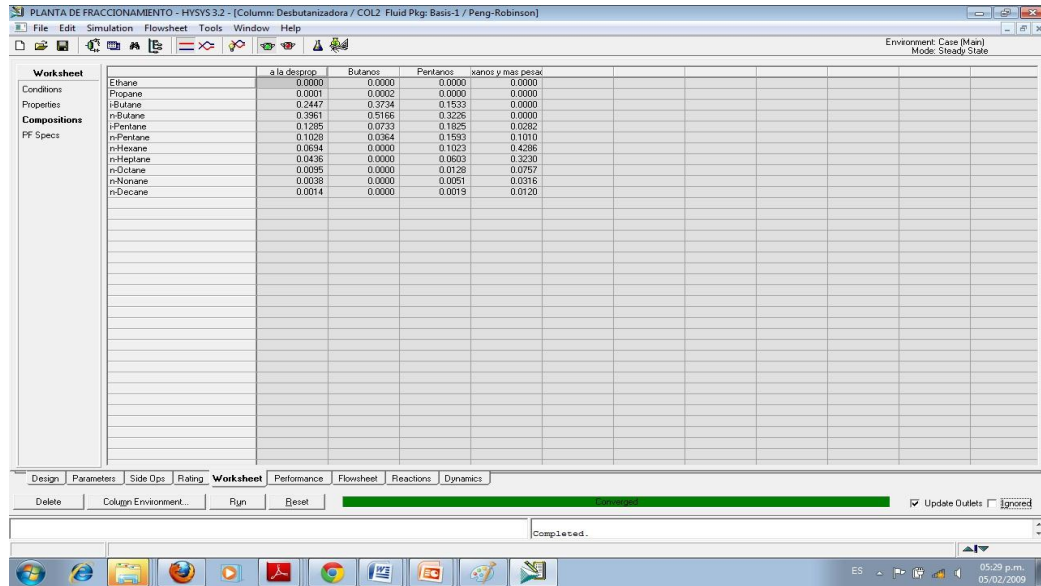 PLANTA DE FRACCIONAMIENTO - HYSYS 3.2 - [Column: Desbutanizadora / COL2 Fluid Pkg: Basis-1 / Peng-Robinson]
File Edit Simulation Flowsheet Tools Window Help
Environment: Case (Main)
Mode: Steady State
Worksheet
Conditions
Properties
Compositions
PF Specs
a la desprop Butanos Pentanos xanos y mas pesad
Ethane 0.0000 0.0000 0.0000 0.0000
Propane 0.0001 0.0002 0.0000 0.0000
i-Butane 0.2447 0.3734 0.1533 0.0000
n-Butane 0.3961 0.5166 0.3226 0.0000
i-Pentane 0.1285 0.0733 0.1825 0.0282
n-Pentane 0.1028 0.0364 0.1593 0.1010
n-Hexane 0.0694 0.0000 0.1023 0.4286
n-Heptane 0.0436 0.0000 0.0603 0.3230
n-Octane 0.0095 0.0000 0.0128 0.0757
n-Nonane 0.0038 0.0000 0.0051 0.0316
n-Decane 0.0014 0.0000 0.0019 0.0120
Design Parameters Side Ops Rating Worksheet Performance Flowsheet Reactions Dynamics
Delete Column Environment... Run Reset Converged Update Outlets Ignored
Completed.
ES 05:29 p.m.
05/02/2009